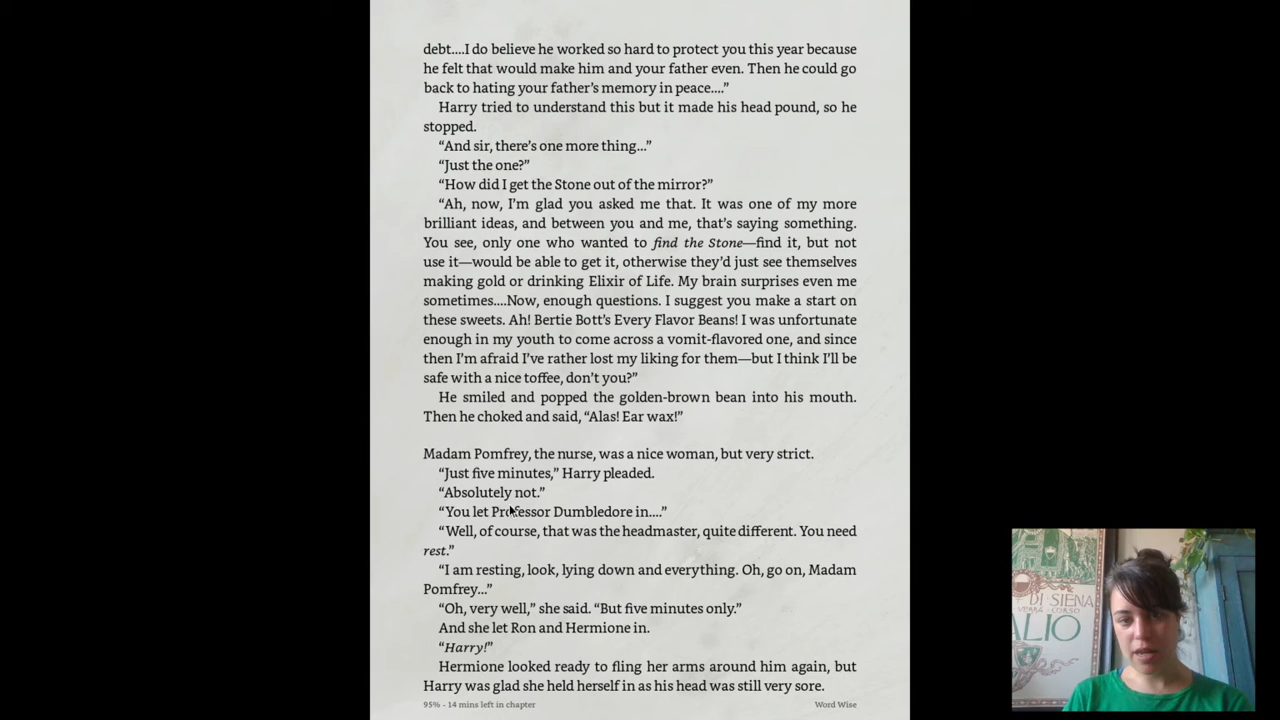 debt....I do believe he worked so hard to protect you this year because
he felt that would make him and your father even. Then he could go
back to hating your father's memory in peace....”
Harry tried to understand this but it made his head pound, so he
stopped.
“And sir, there's one more thing...”
“Just the one?”
“How did I get the Stone out of the mirror?”
“Ah, now, I'm glad you asked me that. It was one of my more
brilliant ideas, and between you and me, that's saying something.
You see, only one who wanted to find the Stone—find it, but not
use it—would be able to get it, otherwise they'd just see themselves
making gold or drinking Elixir of Life. My brain surprises even me
sometimes....Now, enough questions. I suggest you make a start on
these sweets. Ah! Bertie Bott's Every Flavor Beans! I was unfortunate
enough in my youth to come across a vomit-flavored one, and since
then I'm afraid I've rather lost my liking for them—but I think I'll be
safe with a nice toffee, don't you?”
He smiled and popped the golden-brown bean into his mouth.
Then he choked and said, “Alas! Ear wax!”
Madam Pomfrey, the nurse, was a nice woman, but very strict.
“Just five minutes,” Harry pleaded.
“Absolutely not.”
“You let Professor Dumbledore in....”
“Well, of course, that was the headmaster, quite different. You need
rest.”
“I am resting, look, lying down and everything. Oh, go on, Madam
Pomfrey...”
“Oh, very well,” she said. “But five minutes only.”
And she let Ron and Hermione in.
“Harry!”
Hermione looked ready to fling her arms around him again, but
Harry was glad she held herself in as his head was still very sore.
95% - 14 mins left in chapter
Word Wise
DI SIENA
CORSO
ALIO